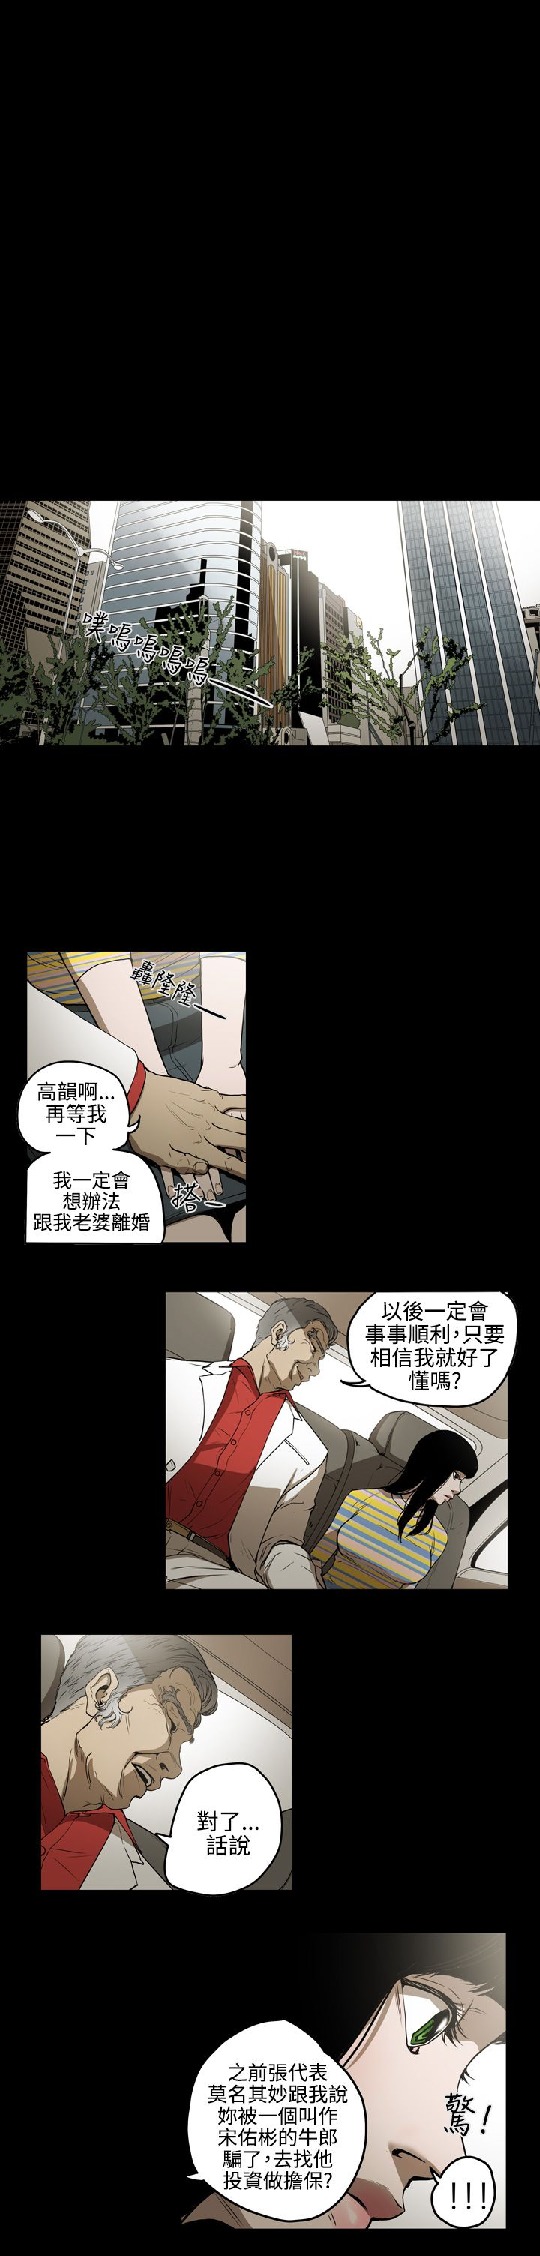 噗嗚嗚嗚嗚
轟隆隆
高韻啊...
再等我
一下
我一定會
想辦法
跟我老婆離婚
搭
以後一定會
事事順利,只要
相信我就好了
懂嗎?
對了...
話說
之前張代表
莫名其妙跟我說
妳被一個叫作
宋佑彬的牛郎
騙了,去找他
投資做擔保?
驚!
!!!